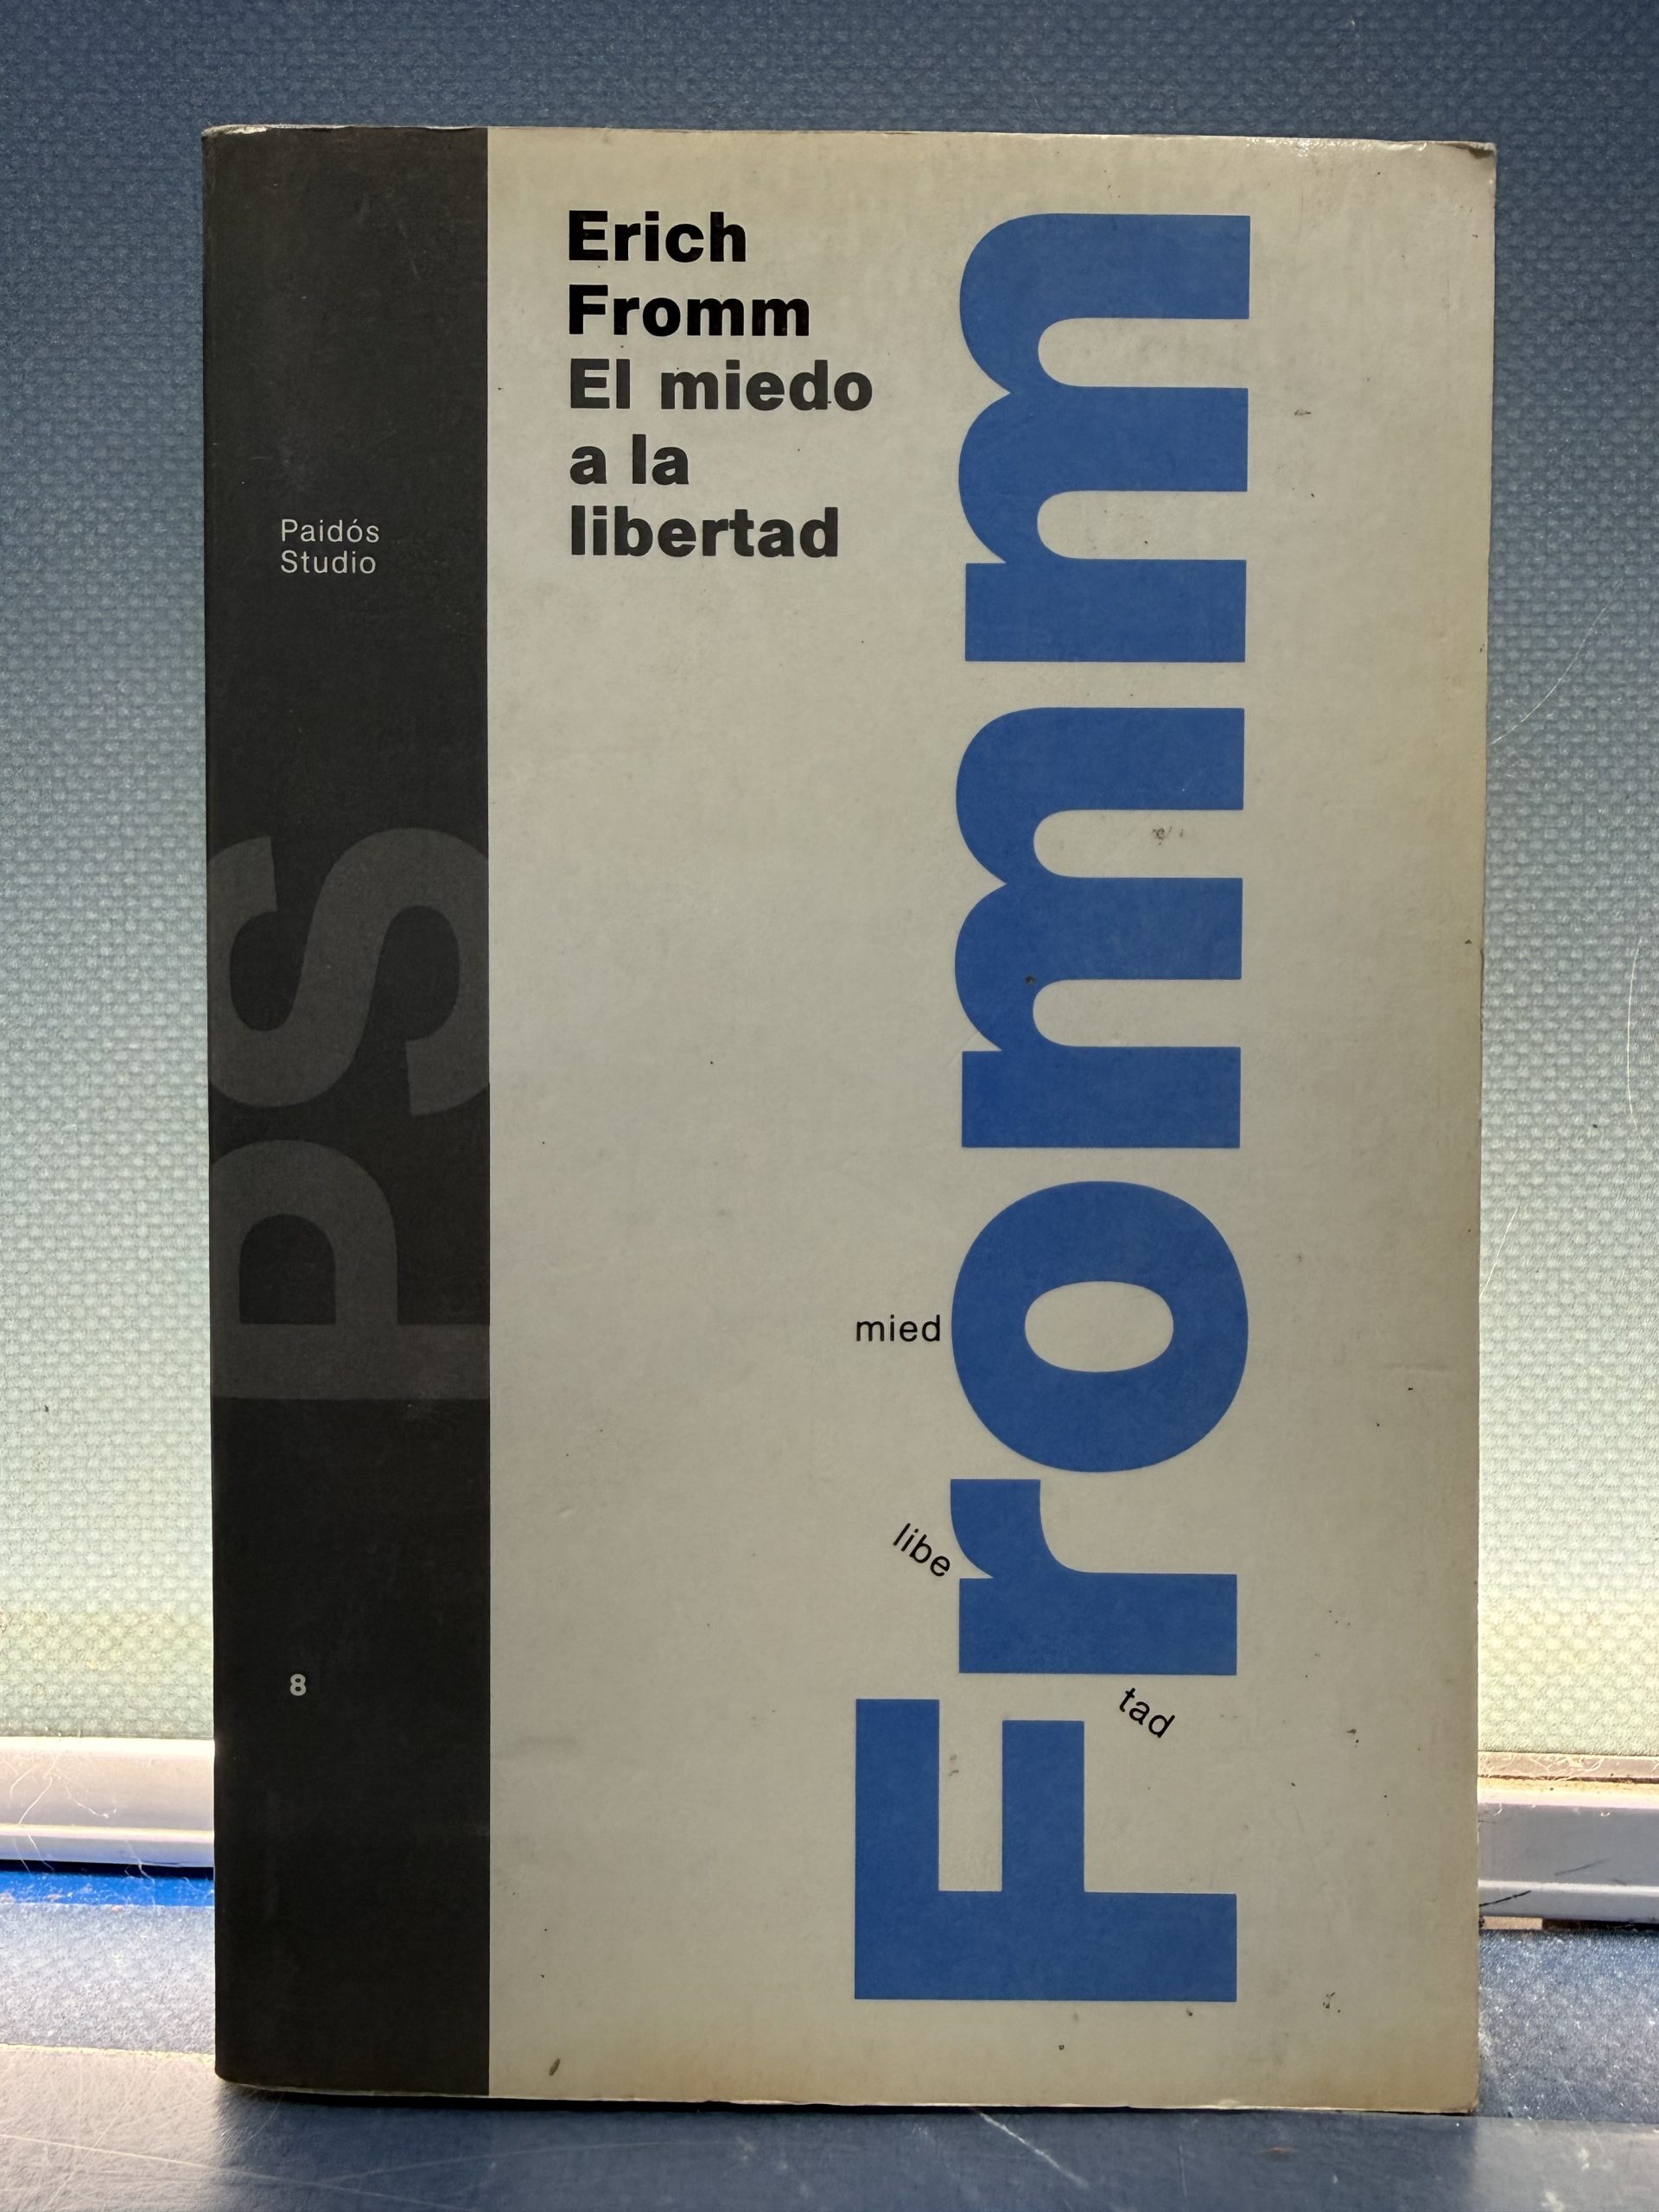 Erich
Fromm
El miedo
a la
libertad
Paidós
Studio
PS
8
Fromm
mied
libe
tad